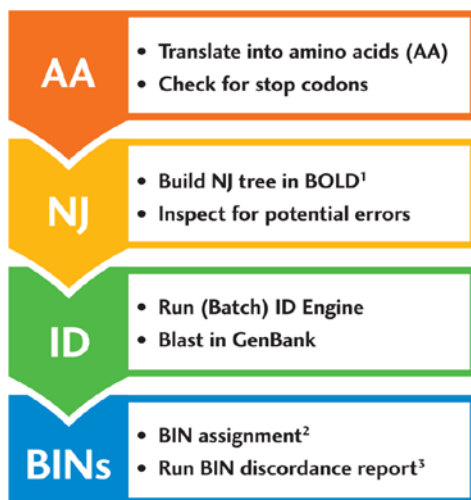 AA
• Translate into amino acids (AA)
• Check for stop codons
NJ
• Build NJ tree in BOLD¹
• Inspect for potential errors
ID
• Run (Batch) ID Engine
• Blast in GenBank
BINs
• BIN assignment²
• Run BIN discordance report³